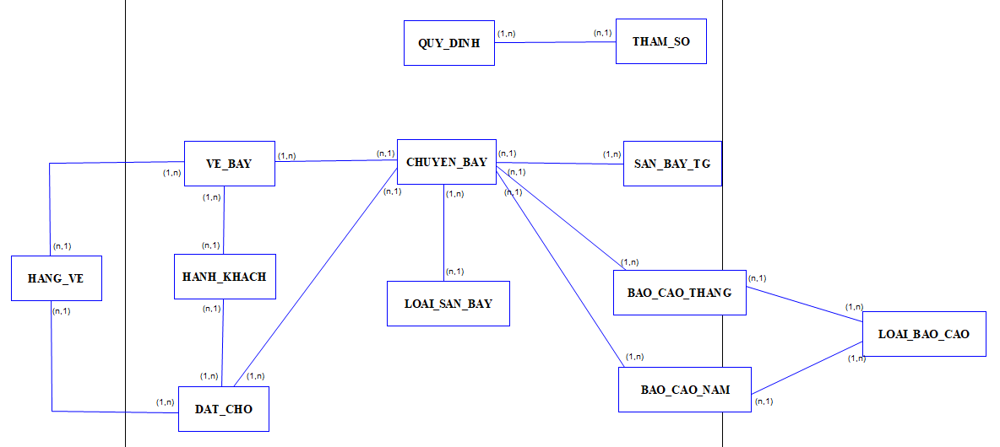 QUY_DINH
(1,n)
(n,1)
THAM_SO
VE_BAY
(1,n)
(n,1)
CHUYEN_BAY
(n,1)
(1,n)
SAN_BAY_TG
(1,n)
(n,1)
(1,n)
(n,1)
(1,n)
(n,1)
(n,1)
(n,1)
HANG_VE
HANH_KHACH
(n,1)
LOAI_SAN_BAY
(1,n)
BAO_CAO_THANG
(n,1)
(n,1)
(n,1)
(1,n)
LOAI_BAO_CAO
(1,n)
(1,n)
(1,n)
(1,n)
(1,n)
DAT_CHO
BAO_CAO_NAM
(n,1)